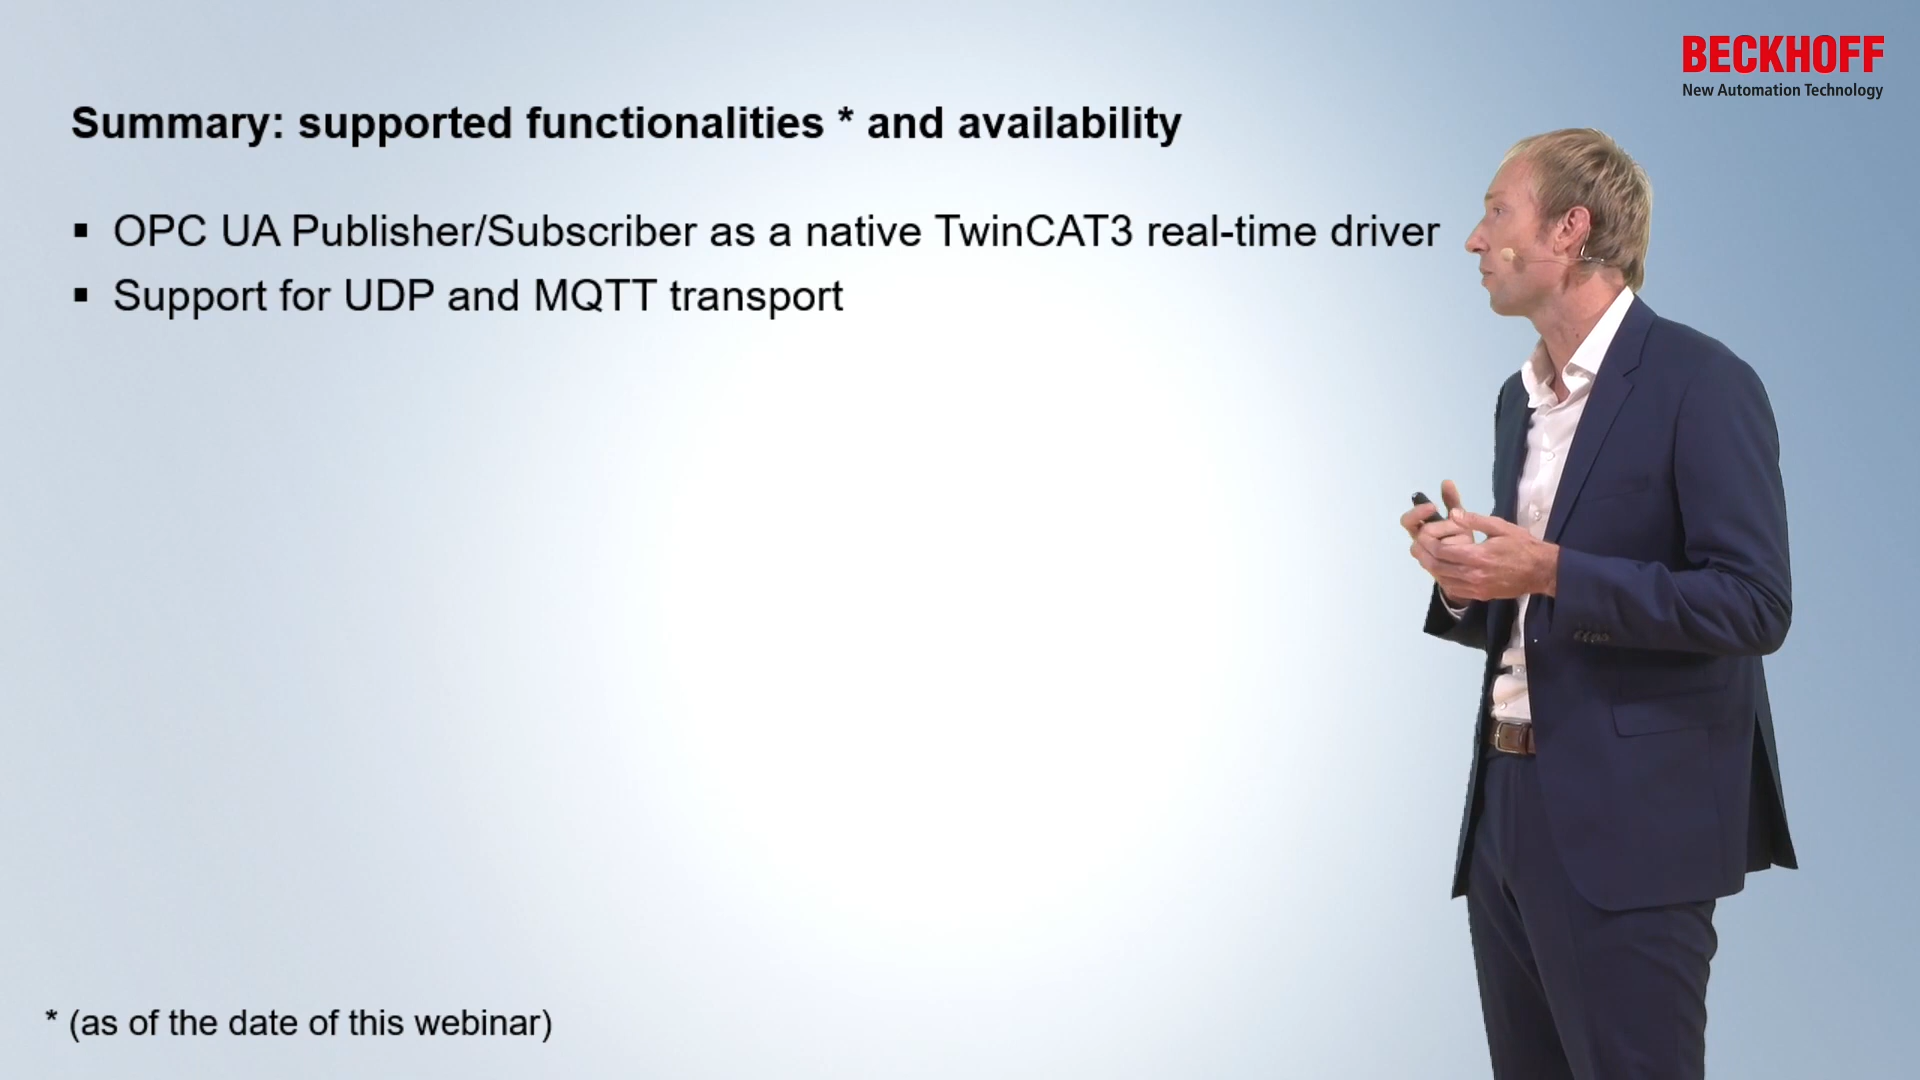 BECKHOFF
New Automation Technology
Summary: supported functionalities * and availability
▪ OPC UA Publisher/Subscriber as a native TwinCAT3 real-time driver
▪ Support for UDP and MQTT transport
* (as of the date of this webinar)